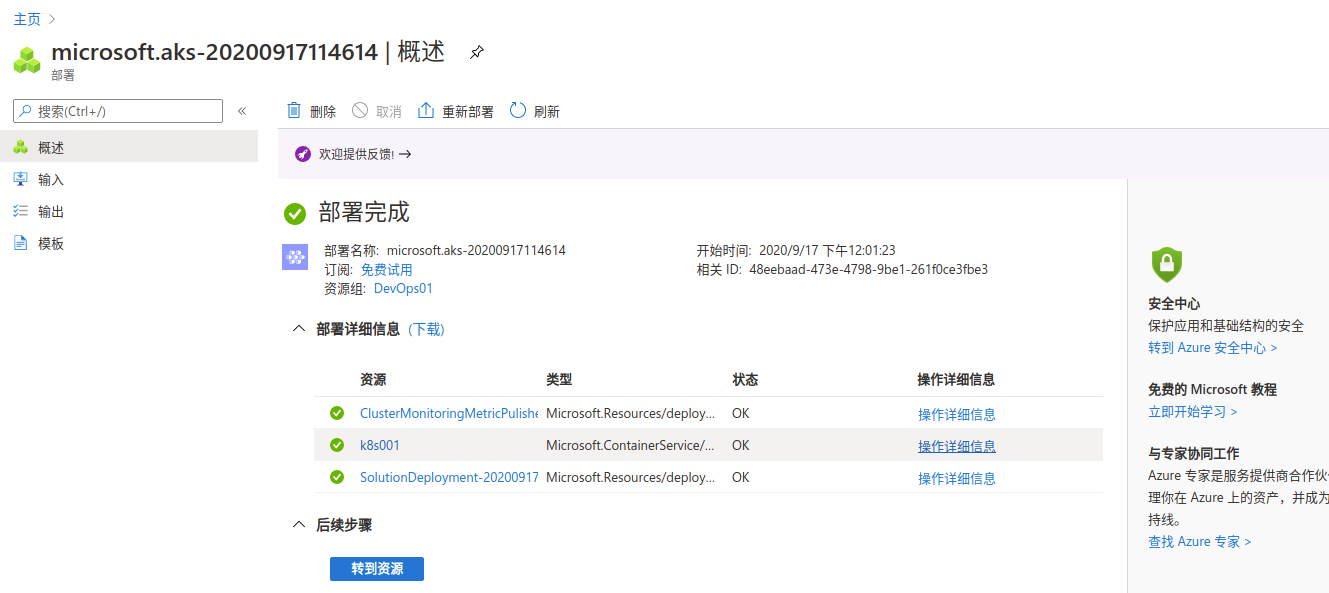 主页
microsoft.aks-20200917114614 | 概述
部署
搜索(Ctrl+/)
«
概述
输入
输出
模板
删除 取消 重新部署 刷新
欢迎提供反馈! →
部署完成
部署名称: microsoft.aks-20200917114614
订阅: 免费试用
资源组: DevOps01
开始时间: 2020/9/17 下午12:01:23
相关 ID: 48eebaad-473e-4798-9be1-261f0ce3fbe3
部署详细信息 (下载)
资源 类型 状态 操作详细信息
ClusterMonitoringMetricPulishe Microsoft.Resources/deploy... OK 操作详细信息
k8s001 Microsoft.ContainerService/... OK 操作详细信息
SolutionDeployment-20200917 Microsoft.Resources/deploy... OK 操作详细信息
后续步骤
转到资源
安全中心
保护应用和基础结构的安全
转到 Azure 安全中心 >
免费的 Microsoft 教程
立即开始学习 >
与专家协同工作
Azure 专家是服务提供商合作伙
理你在 Azure 上的资产，并成为
持线。
查找 Azure 专家 >